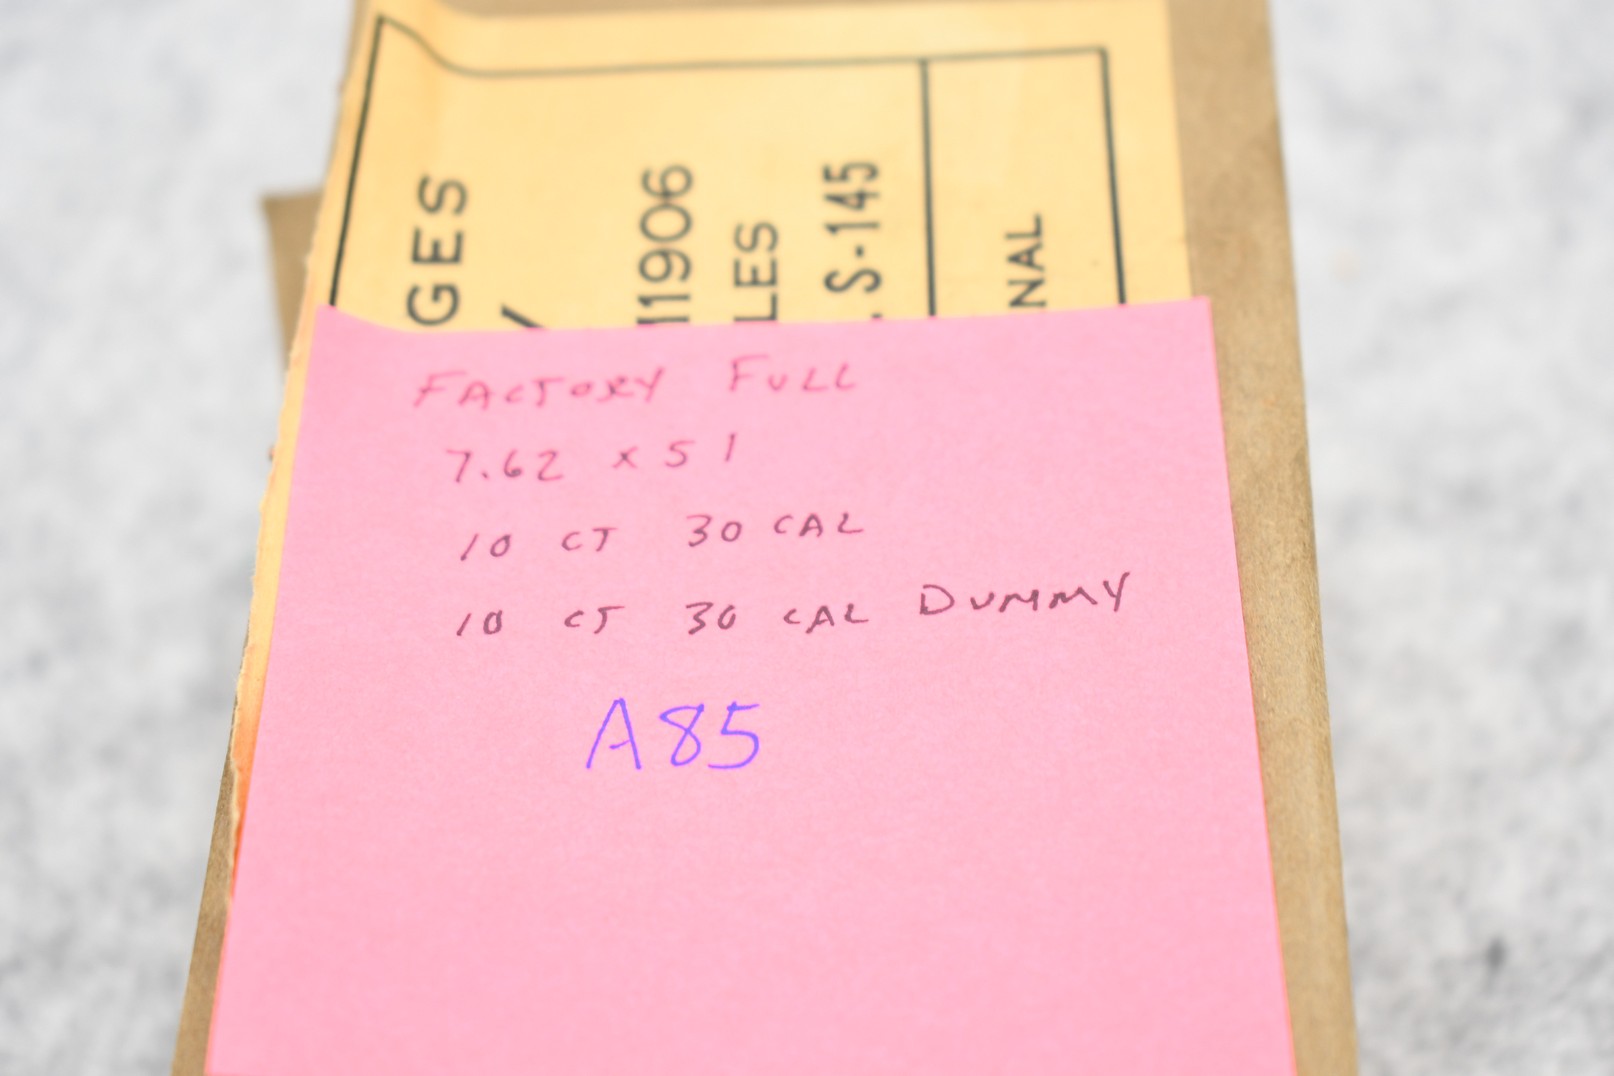 GES
11906
LES
. S-145
NAL
FACTORY FULL
7.62 x 51
10 CT 30 CAL
10 CT 30 CAL DUMMY
A85